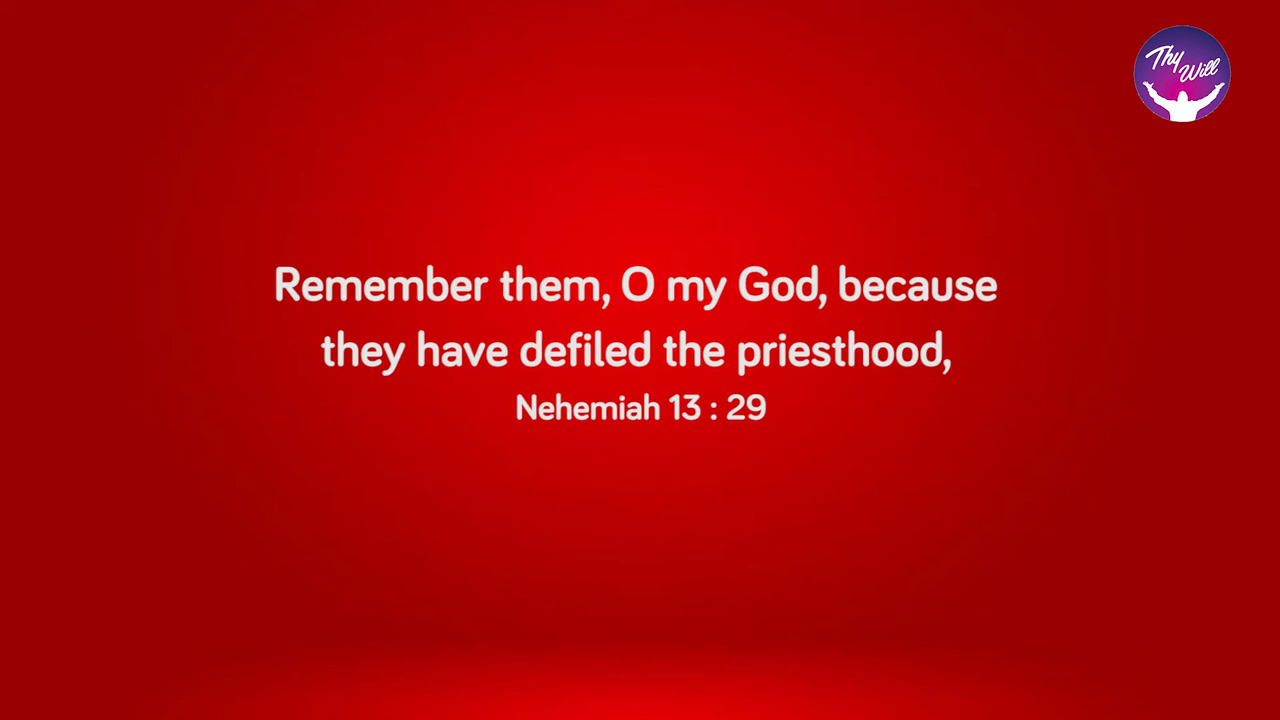 Thy
Will
Remember them, O my God, because
they have defiled the priesthood,
Nehemiah 13 : 29